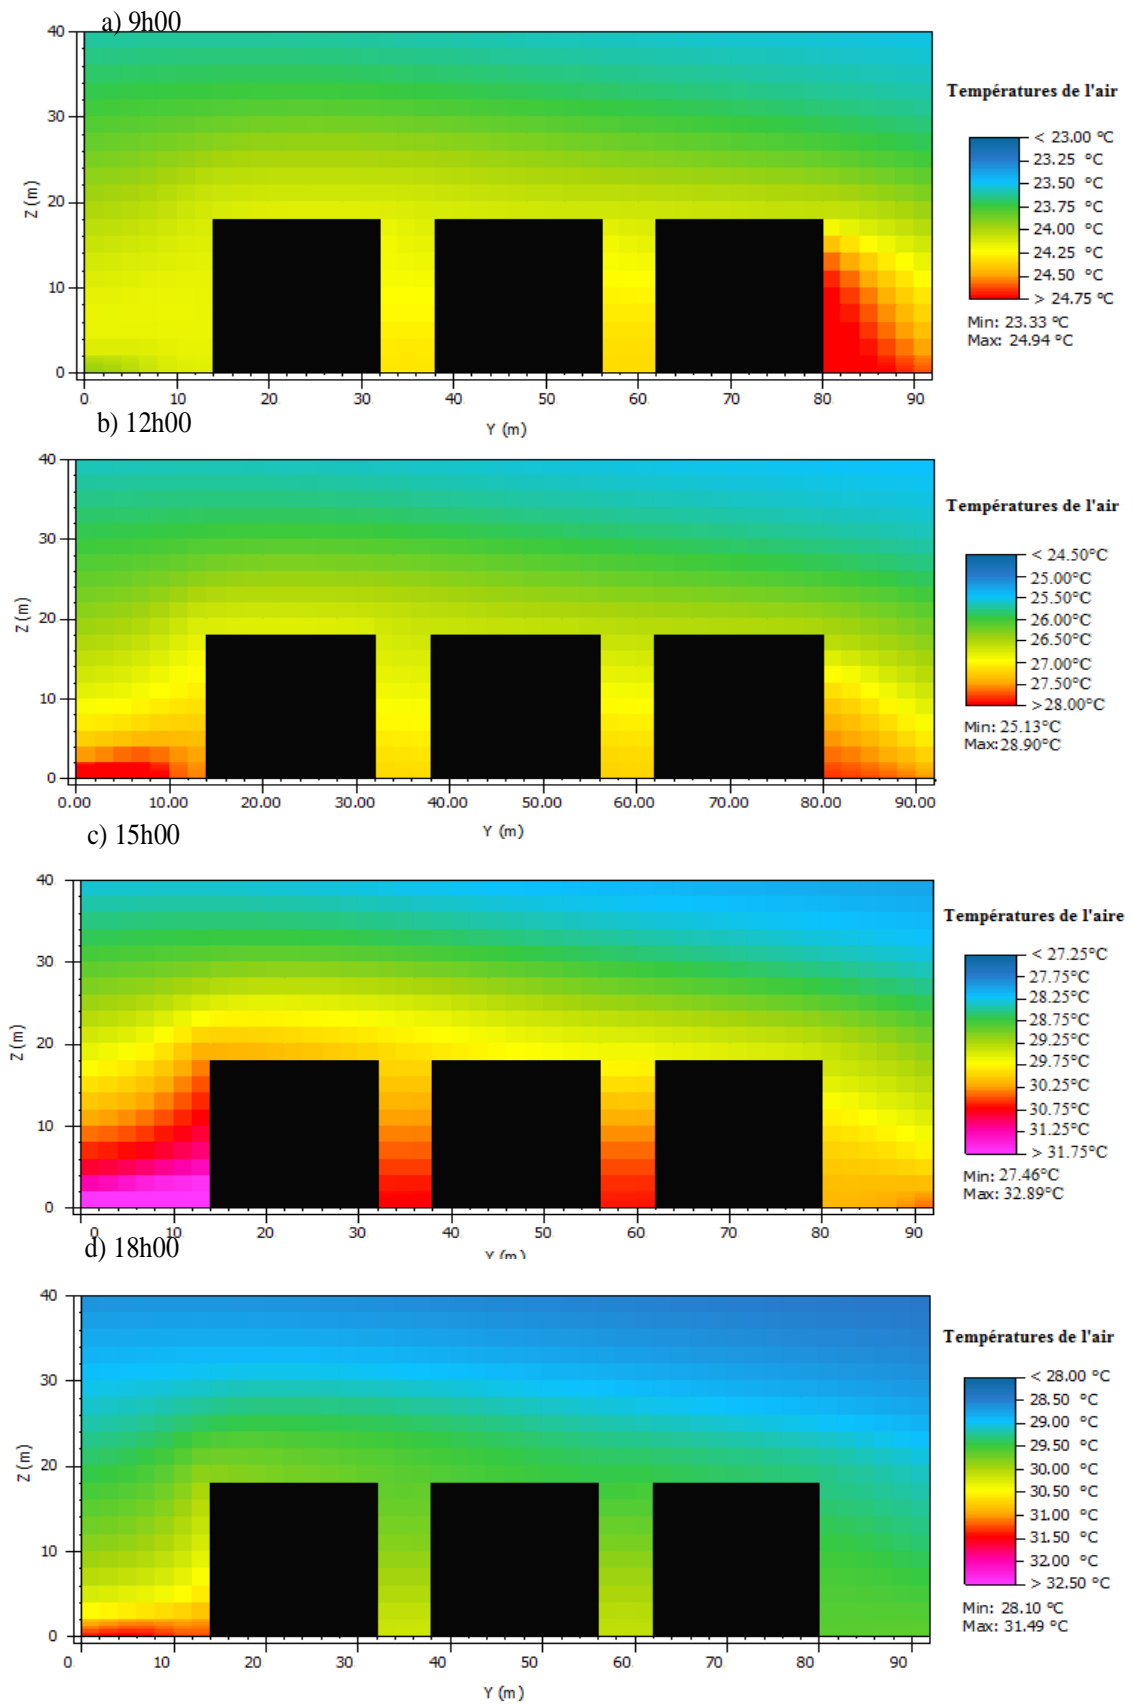 a) 9h00
40
30
20
10
0
Z (m)
0 10 20 30 40 50 60 70 80 90
Y (m)
Températures de l'air
< 23.00 °C
23.25 °C
23.50 °C
23.75 °C
24.00 °C
24.25 °C
24.50 °C
> 24.75 °C
Min: 23.33 °C
Max: 24.94 °C
b) 12h00
40
30
20
10
0
Z (m)
0.00 10.00 20.00 30.00 40.00 50.00 60.00 70.00 80.00 90.00
Y (m)
Températures de l'air
< 24.50°C
25.00°C
25.50°C
26.00°C
26.50°C
27.00°C
27.50°C
>28.00°C
Min: 25.13°C
Max: 28.90°C
c) 15h00
40
30
20
10
0
Z (m)
0 10 20 30 40 50 60 70 80 90
Y (m)
Températures de l'aire
< 27.25°C
27.75°C
28.25°C
28.75°C
29.25°C
29.75°C
30.25°C
30.75°C
31.25°C
> 31.75°C
Min: 27.46°C
Max: 32.89°C
d) 18h00
40
30
20
10
0
Z (m)
0 10 20 30 40 50 60 70 80 90
Y (m)
Températures de l'air
< 28.00 °C
28.50 °C
29.00 °C
29.50 °C
30.00 °C
30.50 °C
31.00 °C
31.50 °C
32.00 °C
> 32.50 °C
Min: 28.10 °C
Max: 31.49 °C